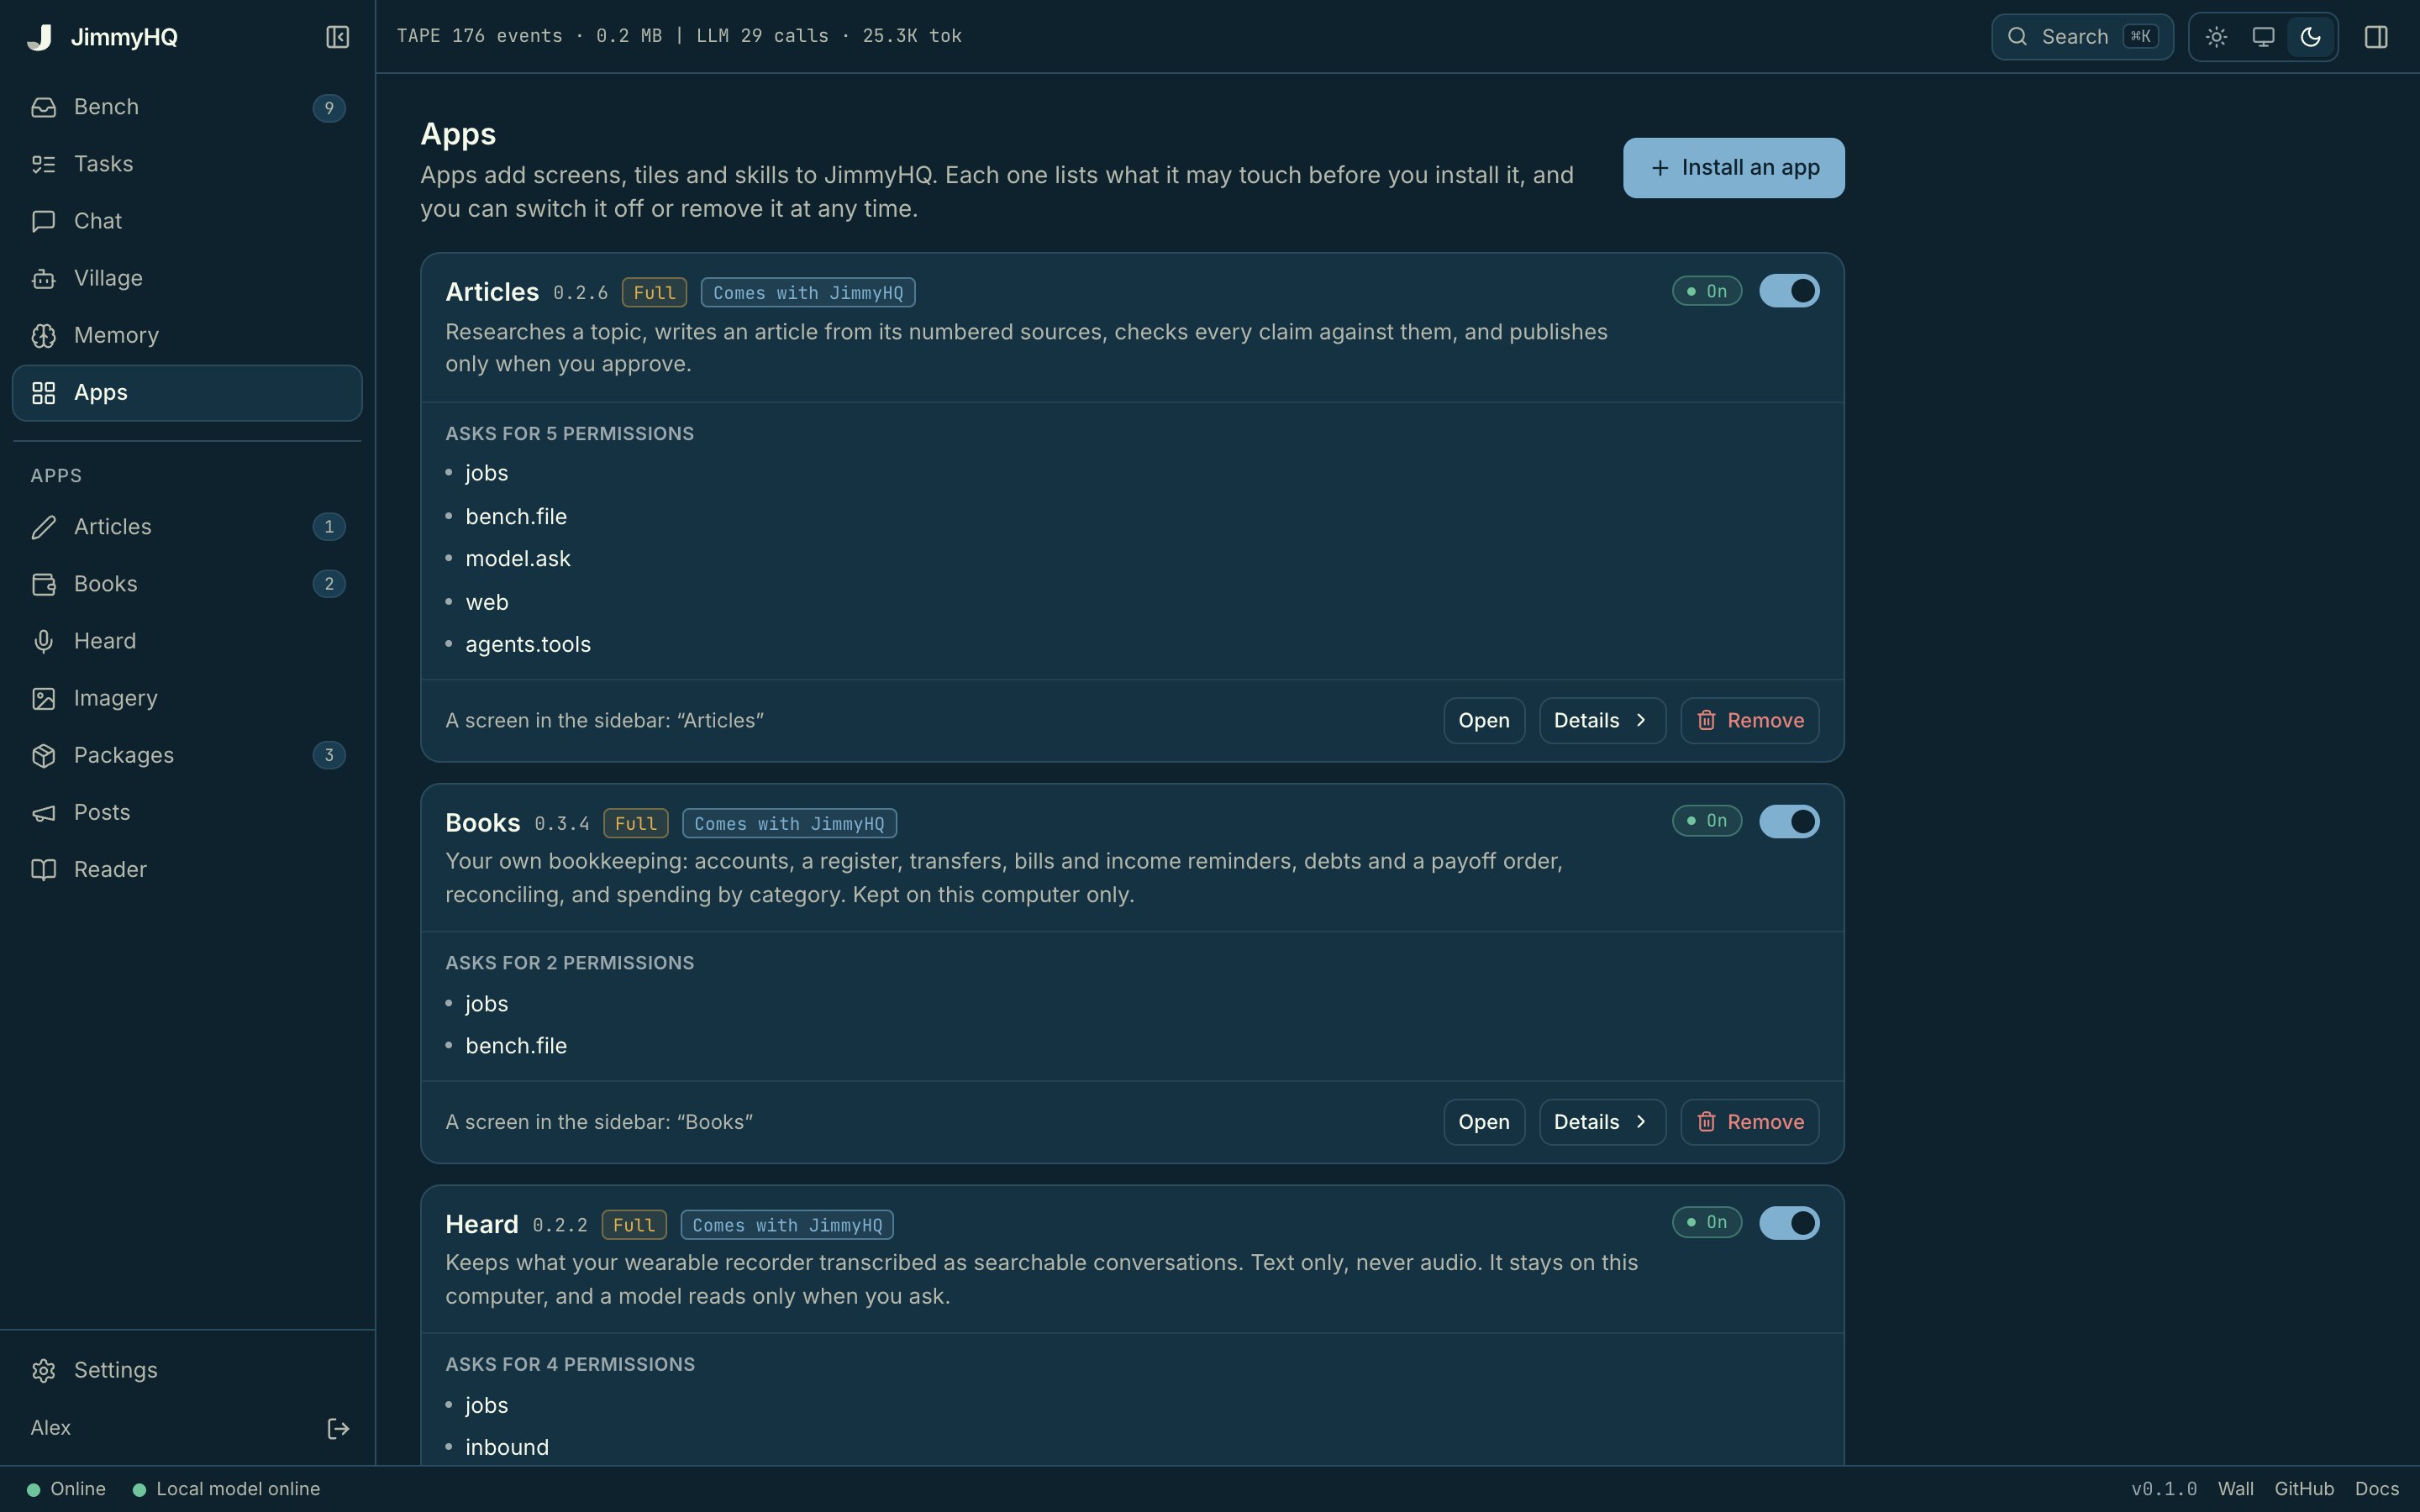 JimmyHQ
TAPE 176 events · 0.2 MB | LLM 29 calls · 25.3K tok
Search ⌘K
Bench 9
Tasks
Chat
Village
Memory
Apps
APPS
Articles 1
Books 2
Heard
Imagery
Packages 3
Posts
Reader
Settings
Alex
Apps
Apps add screens, tiles and skills to JimmyHQ. Each one lists what it may touch before you install it, and
you can switch it off or remove it at any time.
Install an app
Articles 0.2.6 Full Comes with JimmyHQ On
Researches a topic, writes an article from its numbered sources, checks every claim against them, and publishes
only when you approve.
ASKS FOR 5 PERMISSIONS
• jobs
• bench.file
• model.ask
• web
• agents.tools
A screen in the sidebar: “Articles” Open Details Remove
Books 0.3.4 Full Comes with JimmyHQ On
Your own bookkeeping: accounts, a register, transfers, bills and income reminders, debts and a payoff order,
reconciling, and spending by category. Kept on this computer only.
ASKS FOR 2 PERMISSIONS
• jobs
• bench.file
A screen in the sidebar: “Books” Open Details Remove
Heard 0.2.2 Full Comes with JimmyHQ On
Keeps what your wearable recorder transcribed as searchable conversations. Text only, never audio. It stays on this
computer, and a model reads only when you ask.
ASKS FOR 4 PERMISSIONS
• jobs
• inbound
Online Local model online
v0.1.0 Wall GitHub Docs